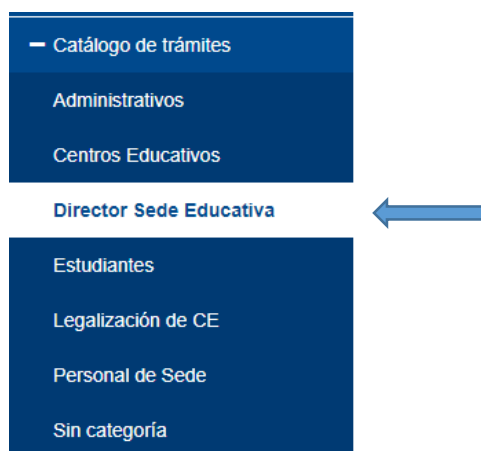 Catálogo de trámites
Administrativos
Centros Educativos
Director Sede Educativa
Estudiantes
Legalización de CE
Personal de Sede
Sin categoría